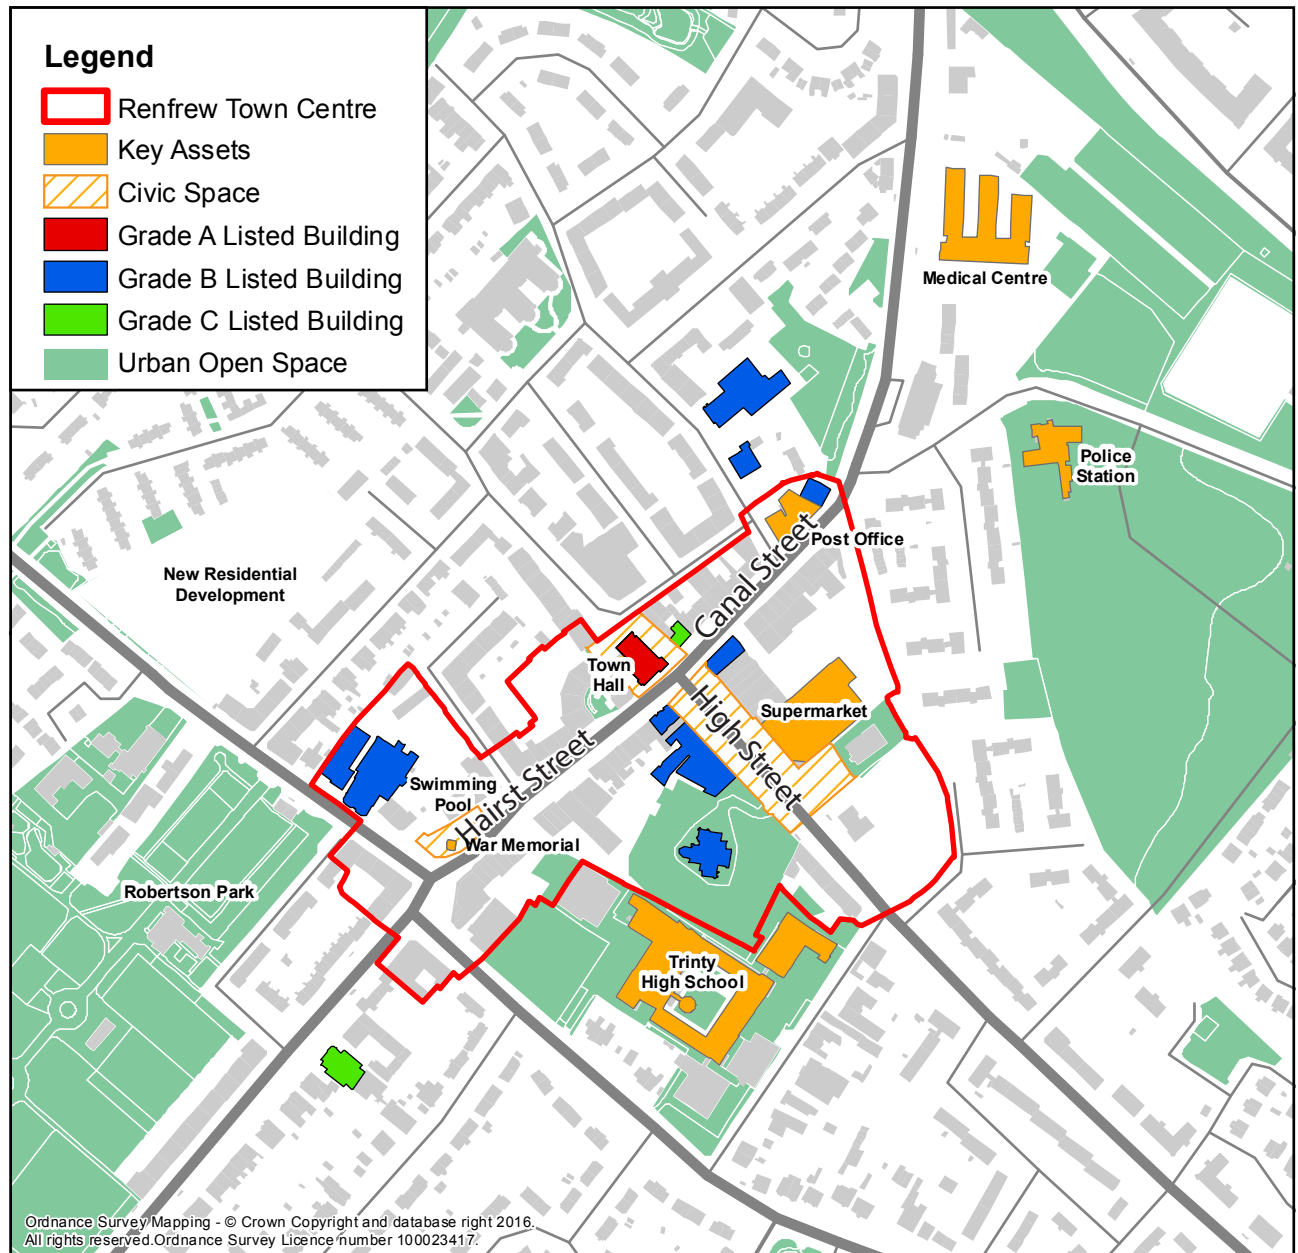 Legend
Renfrew Town Centre
Key Assets
Civic Space
Grade A Listed Building
Grade B Listed Building
Grade C Listed Building
Urban Open Space
Medical Centre
Police
Station
Post Office
Canal Street
New Residential
Development
Town
Hall
High Street
Supermarket
Hairst Street
Swimming
Pool
War Memorial
Robertson Park
Trinty
High School
Ordnance Survey Mapping - © Crown Copyright and database right 2016.
All rights reserved.Ordnance Survey Licence number 100023417.